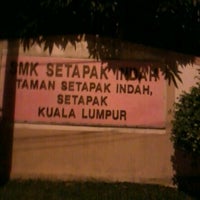 SMK SETAPAK INDAH
TAMAN SETAPAK INDAH,
SETAPAK
KUALA LUMPUR